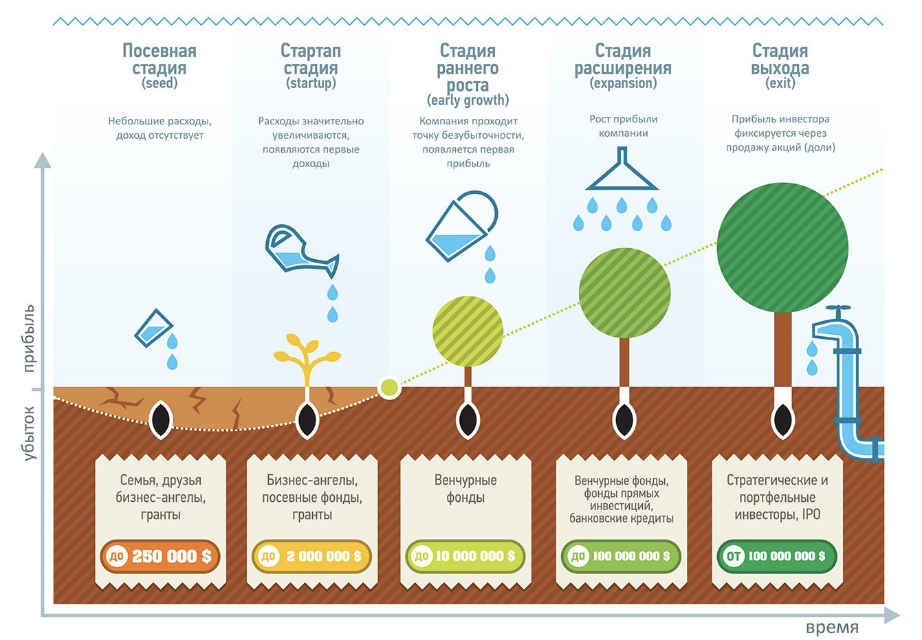 Посевная
стадия
(seed)
Небольшие расходы,
доход отсутствует
Стартап
стадия
(startup)
Расходы значительно
увеличиваются,
появляются первые
доходы
Стадия
раннего
роста
(early growth)
Компания проходит
точку безубыточности,
появляется первая
прибыль
Стадия
расширения
(expansion)
Рост прибыли
компании
Стадия
выхода
(exit)
Прибыль инвестора
фиксируется через
продажу акций (доли)
прибыль
убыток
Семья, друзья
бизнес-ангелы,
гранты
до 250 000 $
Бизнес-ангелы,
посевные фонды,
гранты
до 2 000 000 $
Венчурные
фонды
до 10 000 000 $
Венчурные фонды,
фонды прямых
инвестиций,
банковские кредиты
до 100 000 000 $
Стратегические и
портфельные
инвесторы, IPO
от 100 000 000 $
время